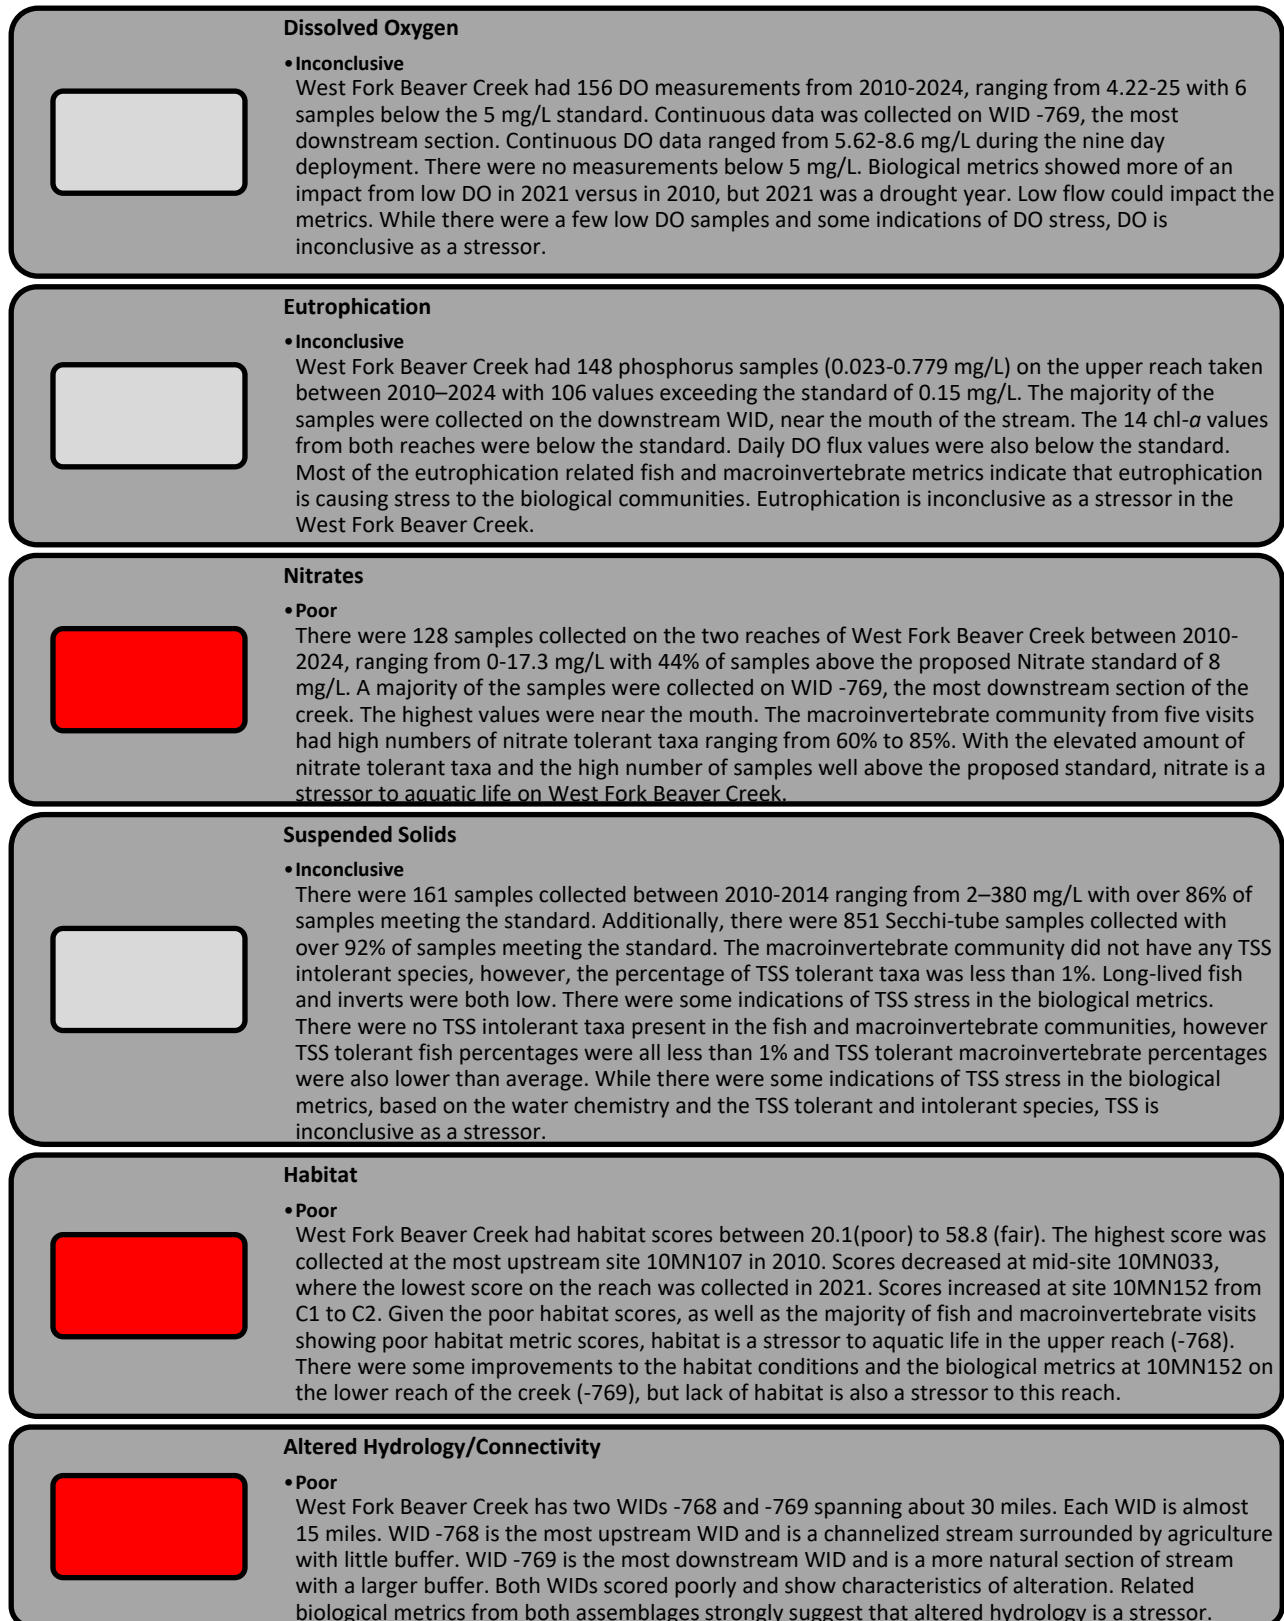 Dissolved Oxygen
•Inconclusive
West Fork Beaver Creek had 156 DO measurements from 2010-2024, ranging from 4.22-25 with 6
samples below the 5 mg/L standard. Continuous data was collected on WID -769, the most
downstream section. Continuous DO data ranged from 5.62-8.6 mg/L during the nine day
deployment. There were no measurements below 5 mg/L. Biological metrics showed more of an
impact from low DO in 2021 versus in 2010, but 2021 was a drought year. Low flow could impact the
metrics. While there were a few low DO samples and some indications of DO stress, DO is
inconclusive as a stressor.
Eutrophication
•Inconclusive
West Fork Beaver Creek had 148 phosphorus samples (0.023-0.779 mg/L) on the upper reach taken
between 2010–2024 with 106 values exceeding the standard of 0.15 mg/L. The majority of the
samples were collected on the downstream WID, near the mouth of the stream. The 14 chl-a values
from both reaches were below the standard. Daily DO flux values were also below the standard.
Most of the eutrophication related fish and macroinvertebrate metrics indicate that eutrophication
is causing stress to the biological communities. Eutrophication is inconclusive as a stressor in the
West Fork Beaver Creek.
Nitrates
•Poor
There were 128 samples collected on the two reaches of West Fork Beaver Creek between 2010-
2024, ranging from 0-17.3 mg/L with 44% of samples above the proposed Nitrate standard of 8
mg/L. A majority of the samples were collected on WID -769, the most downstream section of the
creek. The highest values were near the mouth. The macroinvertebrate community from five visits
had high numbers of nitrate tolerant taxa ranging from 60% to 85%. With the elevated amount of
nitrate tolerant taxa and the high number of samples well above the proposed standard, nitrate is a
stressor to aquatic life on West Fork Beaver Creek.
Suspended Solids
•Inconclusive
There were 161 samples collected between 2010-2014 ranging from 2–380 mg/L with over 86% of
samples meeting the standard. Additionally, there were 851 Secchi-tube samples collected with
over 92% of samples meeting the standard. The macroinvertebrate community did not have any TSS
intolerant species, however, the percentage of TSS tolerant taxa was less than 1%. Long-lived fish
and inverts were both low. There were some indications of TSS stress in the biological metrics.
There were no TSS intolerant taxa present in the fish and macroinvertebrate communities, however
TSS tolerant fish percentages were all less than 1% and TSS tolerant macroinvertebrate percentages
were also lower than average. While there were some indications of TSS stress in the biological
metrics, based on the water chemistry and the TSS tolerant and intolerant species, TSS is
inconclusive as a stressor.
Habitat
•Poor
West Fork Beaver Creek had habitat scores between 20.1(poor) to 58.8 (fair). The highest score was
collected at the most upstream site 10MN107 in 2010. Scores decreased at mid-site 10MN033,
where the lowest score on the reach was collected in 2021. Scores increased at site 10MN152 from
C1 to C2. Given the poor habitat scores, as well as the majority of fish and macroinvertebrate visits
showing poor habitat metric scores, habitat is a stressor to aquatic life in the upper reach (-768).
There were some improvements to the habitat conditions and the biological metrics at 10MN152 on
the lower reach of the creek (-769), but lack of habitat is also a stressor to this reach.
Altered Hydrology/Connectivity
•Poor
West Fork Beaver Creek has two WIDs -768 and -769 spanning about 30 miles. Each WID is almost
15 miles. WID -768 is the most upstream WID and is a channelized stream surrounded by agriculture
with little buffer. WID -769 is the most downstream WID and is a more natural section of stream
with a larger buffer. Both WIDs scored poorly and show characteristics of alteration. Related
biological metrics from both assemblages strongly suggest that altered hydrology is a stressor.